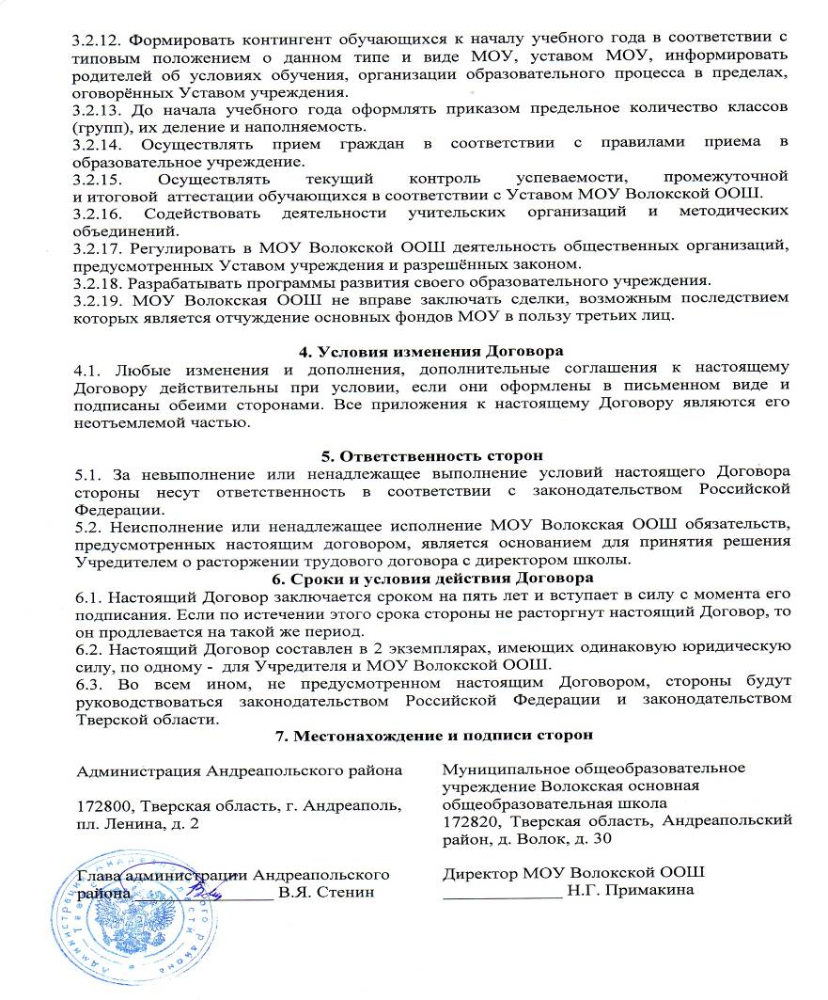 3.2.12. Формировать контингент обучающихся к началу учебного года в соответствии с
типовым положением о данном типе и виде МОУ, уставом МОУ, информировать
родителей об условиях обучения, организации образовательного процесса в пределах,
оговорённых Уставом учреждения.
3.2.13. До начала учебного года оформлять приказом предельное количество классов
(групп), их деление и наполняемость.
3.2.14. Осуществлять прием граждан в соответствии с правилами приема в
образовательное учреждение.
3.2.15. Осуществлять текущий контроль успеваемости, промежуточной
и итоговой аттестации обучающихся в соответствии с Уставом МОУ Волокской ООШ.
3.2.16. Содействовать деятельности учительских организаций и методических
объединений.
3.2.17. Регулировать в МОУ Волокской ООШ деятельность общественных организаций,
предусмотренных Уставом учреждения и разрешённых законом.
3.2.18. Разрабатывать программы развития своего образовательного учреждения.
3.2.19. МОУ Волокская ООШ не вправе заключать сделки, возможным последствием
которых является отчуждение основных фондов МОУ в пользу третьих лиц.
4. Условия изменения Договора
4.1. Любые изменения и дополнения, дополнительные соглашения к настоящему
Договору действительны при условии, если они оформлены в письменном виде и
подписаны обеими сторонами. Все приложения к настоящему Договору являются его
неотъемлемой частью.
5. Ответственность сторон
5.1. За невыполнение или ненадлежащее выполнение условий настоящего Договора
стороны несут ответственность в соответствии с законодательством Российской
Федерации.
5.2. Неисполнение или ненадлежащее исполнение МОУ Волокская ООШ обязательств,
предусмотренных настоящим договором, является основанием для принятия решения
Учредителем о расторжении трудового договора с директором школы.
6. Сроки и условия действия Договора
6.1. Настоящий Договор заключается сроком на пять лет и вступает в силу с момента его
подписания. Если по истечении этого срока стороны не расторгнут настоящий Договор, то
он продлевается на такой же период.
6.2. Настоящий Договор составлен в 2 экземплярах, имеющих одинаковую юридическую
силу, по одному - для Учредителя и МОУ Волокской ООШ.
6.3. Во всем ином, не предусмотренном настоящим Договором, стороны будут
руководствоваться законодательством Российской Федерации и законодательством
Тверской области.
7. Местонахождение и подписи сторон
Администрация Андреапольского района
172800, Тверская область, г. Андреаполь,
пл. Ленина, д. 2
Глава администрации Андреапольского
района _________________ В.Я. Стенин
Муниципальное общеобразовательное
учреждение Волокская основная
общеобразовательная школа
172820, Тверская область, Андреапольский
район, д. Волок, д. 30
Директор МОУ Волокской ООШ
_______________ Н.Г. Примакина